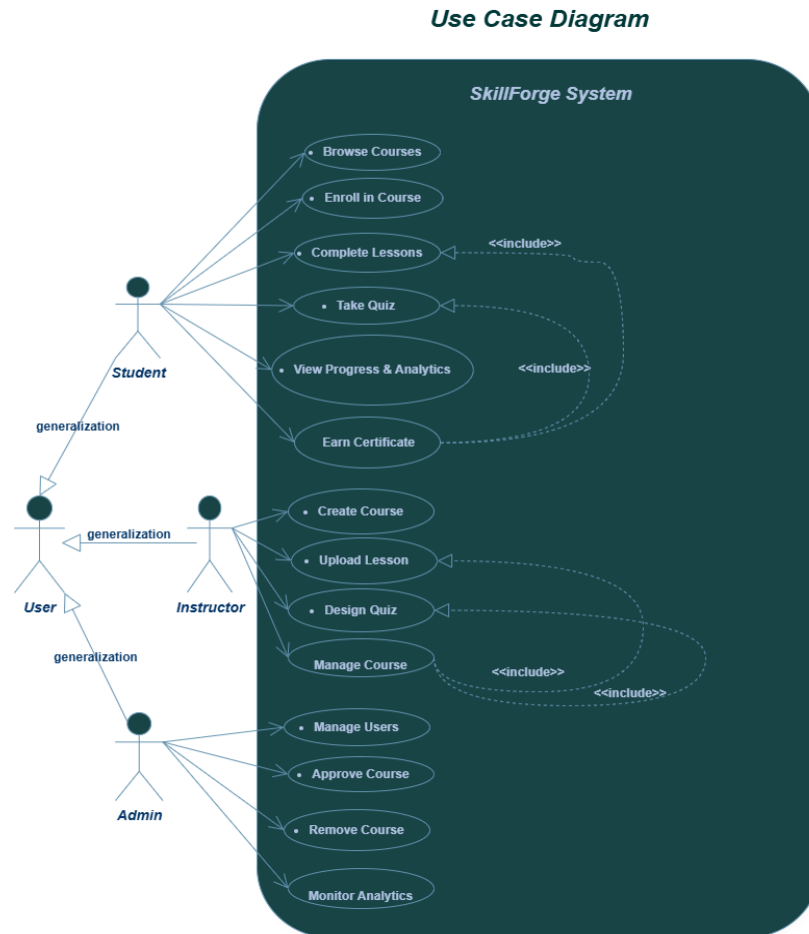 Use Case Diagram
SkillForge System
• Browse Courses
• Enroll in Course
• Complete Lessons
<<include>>
• Take Quiz
• View Progress & Analytics
<<include>>
Student
Earn Certificate
generalization
• Create Course
generalization
• Upload Lesson
User
Instructor
• Design Quiz
generalization
Manage Course
<<include>>
<<include>>
• Manage Users
• Approve Course
Admin
• Remove Course
Monitor Analytics